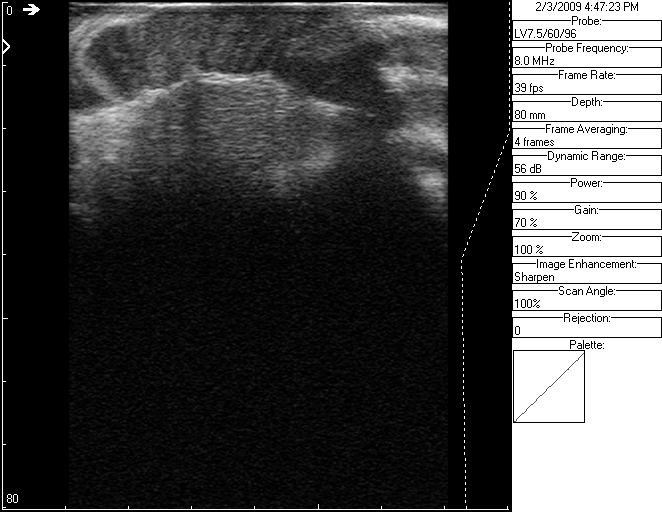 0
80
2/3/2009 4:47:23 PM
Probe:
LV7.5/60/96
Probe Frequency:
8.0 MHz
Frame Rate:
39 fps
Depth:
80 mm
Frame Averaging:
4 frames
Dynamic Range:
56 dB
Power:
90 %
Gain:
70 %
Zoom:
100 %
Image Enhancement:
Sharpen
Scan Angle:
100%
Rejection:
0
Palette: